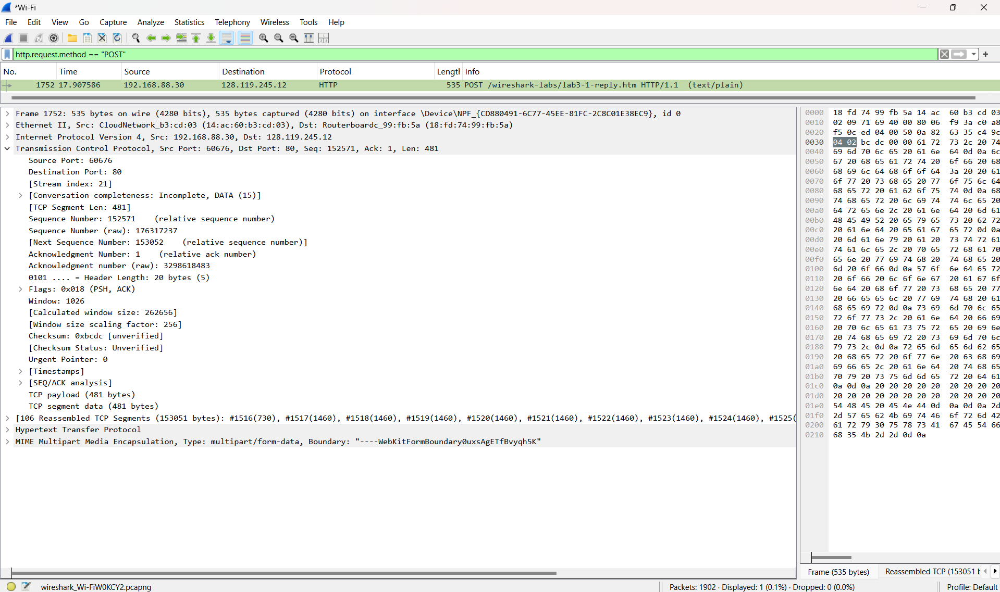 *Wi-Fi
File Edit View Go Capture Analyze Statistics Telephony Wireless Tools Help
http.request.method == "POST"
No. Time Source Destination Protocol Length Info
1752 17.907586 192.168.88.30 128.119.245.12 HTTP 535 POST /wireshark-labs/lab3-1-reply.htm HTTP/1.1 (text/plain)
Frame 1752: 535 bytes on wire (4280 bits), 535 bytes captured (4280 bits) on interface \Device\NPF_{CD880491-6C77-45EE-81FC-2C8C01E38EC9}, id 0
Ethernet II, Src: CloudNetwork_b3:cd:03 (14:ac:60:b3:cd:03), Dst: Routerboardc_99:fb:5a (18:fd:74:99:fb:5a)
Internet Protocol Version 4, Src: 192.168.88.30, Dst: 128.119.245.12
Transmission Control Protocol, Src Port: 60676, Dst Port: 80, Seq: 152571, Ack: 1, Len: 481
Source Port: 60676
Destination Port: 80
[Stream index: 21]
[Conversation completeness: Incomplete, DATA (15)]
[TCP Segment Len: 481]
Sequence Number: 152571 (relative sequence number)
Sequence Number (raw): 176317237
[Next Sequence Number: 153052 (relative sequence number)]
Acknowledgment Number: 1 (relative ack number)
Acknowledgment number (raw): 3298618483
0101 .... = Header Length: 20 bytes (5)
Flags: 0x018 (PSH, ACK)
Window: 1026
[Calculated window size: 262656]
[Window size scaling factor: 256]
Checksum: 0xbcdc [unverified]
[Checksum Status: Unverified]
Urgent Pointer: 0
[Timestamps]
[SEQ/ACK analysis]
TCP payload (481 bytes)
TCP segment data (481 bytes)
[106 Reassembled TCP Segments (153051 bytes): #1516(730), #1517(1460), #1518(1460), #1519(1460), #1520(1460), #1521(1460), #1522(1460), #1523(1460), #1524(1460), #1525(
Hypertext Transfer Protocol
MIME Multipart Media Encapsulation, Type: multipart/form-data, Boundary: "----WebKitFormBoundary0uxsAgETfBvyqh5K"
0000 18 fd 74 99 fb 5a 14 ac 60 b3 cd 03
0010 02 09 71 69 40 00 80 06 f9 3a c0 a8
0020 f5 0c ed 04 00 50 0a 82 63 35 c4 9c
0030 04 02 bc dc 00 00 61 72 73 2c 20 74
0040 69 6d 70 6c 65 20 61 6e 64 0d 0a 6c
0050 67 20 68 65 61 72 74 20 6f 66 20 68
0060 68 69 6c 64 68 6f 6f 64 3a 20 20 61
0070 6f 77 20 73 68 65 20 77 6f 75 6c 64
0080 68 65 72 20 61 62 6f 75 74 0d 0a 68
0090 74 68 65 72 20 6c 69 74 74 6c 65 20
00a0 64 72 65 6e 2c 20 61 6e 64 20 6d 61
00b0 48 45 49 52 20 65 79 65 73 20 62 72
00c0 20 61 6e 64 20 65 61 67 65 72 0d 0a
00d0 20 6d 61 6e 79 20 61 20 73 74 72 61
00e0 74 61 6c 65 2c 20 70 65 72 68 61 70
00f0 65 6e 20 77 69 74 68 20 74 68 65 20
0100 6d 20 6f 66 0d 0a 57 6f 6e 64 65 72
0110 20 6f 66 20 6c 6f 6e 67 20 61 67 6f
0120 6e 64 20 68 6f 77 20 73 68 65 20 77
0130 20 66 65 65 6c 20 77 69 74 68 20 61
0140 68 65 69 72 0d 0a 73 69 6d 70 6c 65
0150 72 6f 77 73 2c 20 61 6e 64 20 66 69
0160 20 70 6c 65 61 73 75 72 65 20 69 6e
0170 20 74 68 65 69 72 20 73 69 6d 70 6c
0180 79 73 2c 0d 0a 72 65 6d 65 6d 62 65
0190 20 68 65 72 20 6f 77 6e 20 63 68 69
01a0 69 66 65 2c 20 61 6e 64 20 74 68 65
01b0 70 79 20 73 75 6d 6d 65 72 20 64 61
01c0 0a 0d 0a 20 20 20 20 20 20 20 20 20
01d0 20 20 20 20 20 20 20 20 20 20 20 20
01e0 54 48 45 20 45 4e 44 0d 0a 0d 0a 2d
01f0 2d 57 65 62 4b 69 74 46 6f 72 6d 42
0200 61 72 79 30 75 78 73 41 67 45 54 66
0210 68 35 4b 2d 2d 0d 0a
Frame (535 bytes) Reassembled TCP (153051 b
wireshark_Wi-FiW0KCY2.pcapng Packets: 1902 · Displayed: 1 (0.1%) · Dropped: 0 (0.0%) Profile: Default